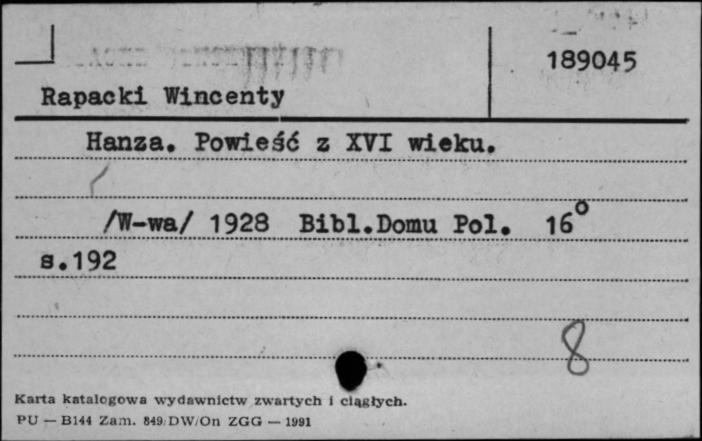 189045
Rapacki Wincenty
Hanza. Powieść z XVI wieku.
/W-wa/ 1928 Bibl.Domu Pol. 16°
s.192
8
Karta katalogowa wydawnictw zwartych i ciągłych.
PU — B144 Zam. 849/DW/On ZGG — 1991